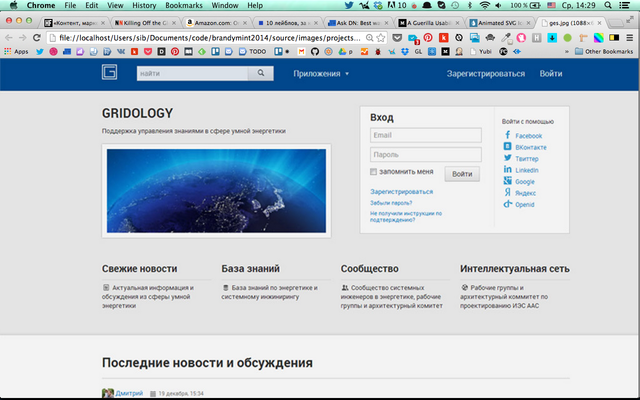 Chrome File Edit View History Bookmarks Window Help
10
100 %
Ср, 14:29
«Контент, марке
Killing Off the G
Amazon.com: O
10 лейблов, за
Ask DN: Best wa
A Guerilla Usab
Animated SVG I
ges.jpg (1088×
file://localhost/Users/sib/Documents/code/brandymint2014/source/images/projects...
Apps
TODO
Yubi
Other Bookmarks
найти
Приложения
Зарегистрироваться
Войти
GRIDOLOGY
Поддержка управления знаниями в сфере умной энергетики
Вход
Email
Пароль
запомнить меня
Войти
Зарегистрироваться
Забыли пароль?
Не получили инструкции по
подтверждению?
Войти с помощью
Facebook
ВКонтакте
Твиттер
LinkedIn
Google
Яндекс
Openid
Свежие новости
Актуальная информация и
обсуждения из сферы умной
энергетики
База знаний
База знаний по энергетике и
системному инжинирингу
Сообщество
Сообщество системных
инженеров в энергетике, рабочие
группы и архитектурный комитет
Интеллектуальная сеть
Рабочие группы и
архитектурный коммитет по
проектированию ИЭС ААС
Последние новости и обсуждения
Дмитрий
19 декабря, 15:34